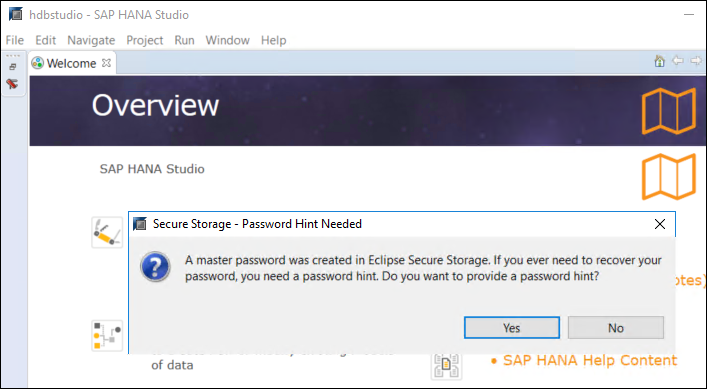 hdbstudio - SAP HANA Studio
File Edit Navigate Project Run Window Help
Welcome
Overview
SAP HANA Studio
Secure Storage - Password Hint Needed
A master password was created in Eclipse Secure Storage. If you ever need to recover your
password, you need a password hint. Do you want to provide a password hint?
otes)
Yes No
• SAP HANA Help Content
of data